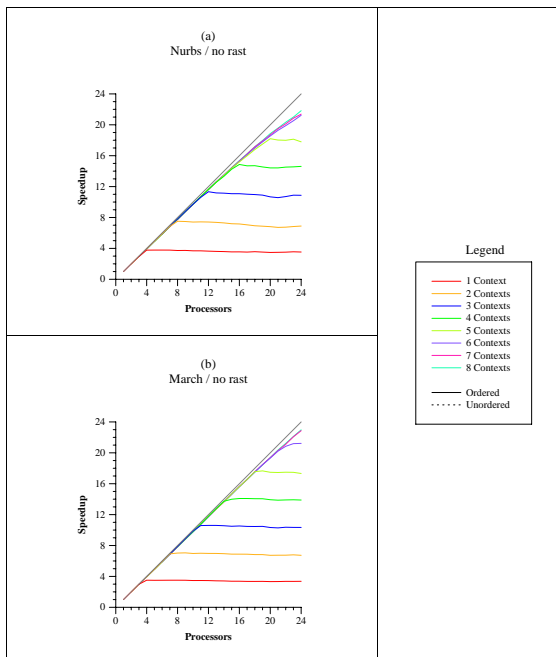 (a)
Nurbs / no rast
24
20
16
12
8
4
0
Speedup
0 4 8 12 16 20 24
Processors
(b)
March / no rast
24
20
16
12
8
4
0
Speedup
0 4 8 12 16 20 24
Processors
Legend
1 Context
2 Contexts
3 Contexts
4 Contexts
5 Contexts
6 Contexts
7 Contexts
8 Contexts
Ordered
Unordered